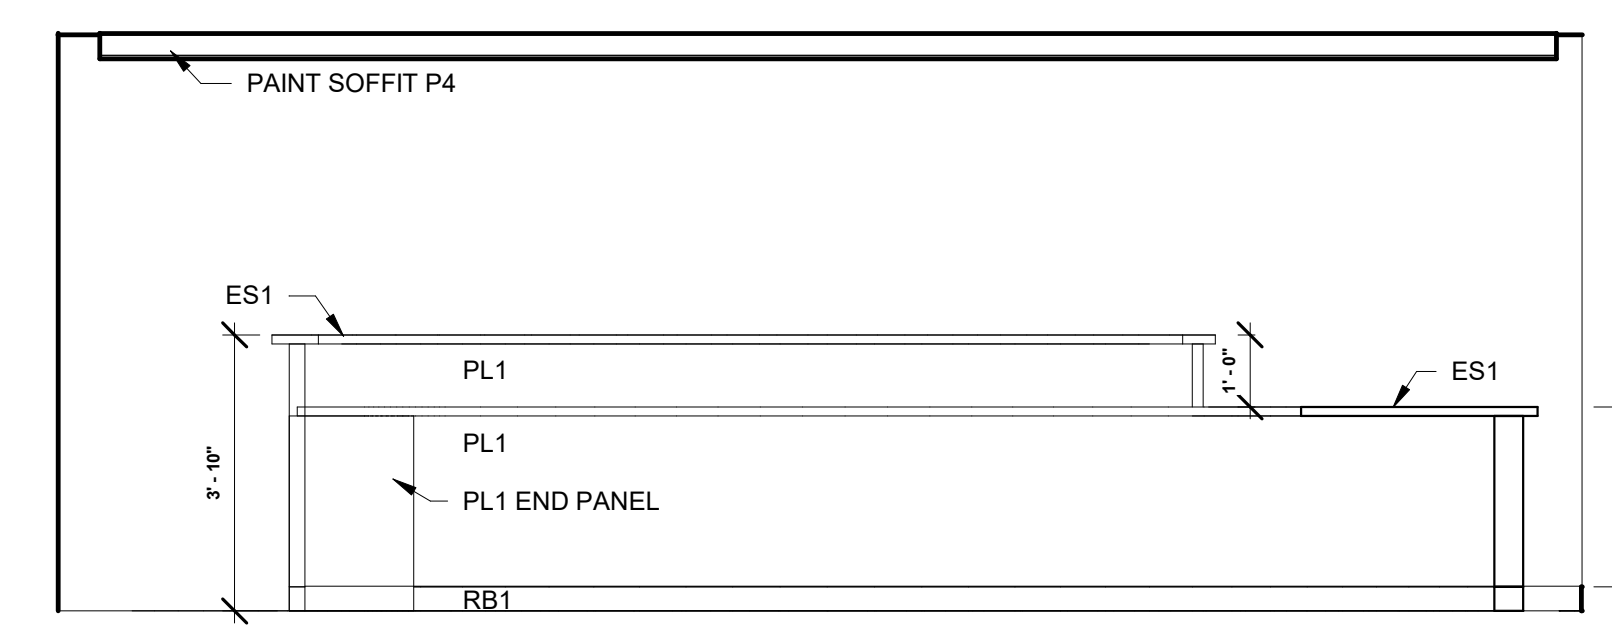 PAINT SOFFIT P4
ES1
PL1
1' - 0"
ES1
PL1
3' - 10"
PL1 END PANEL
RB1